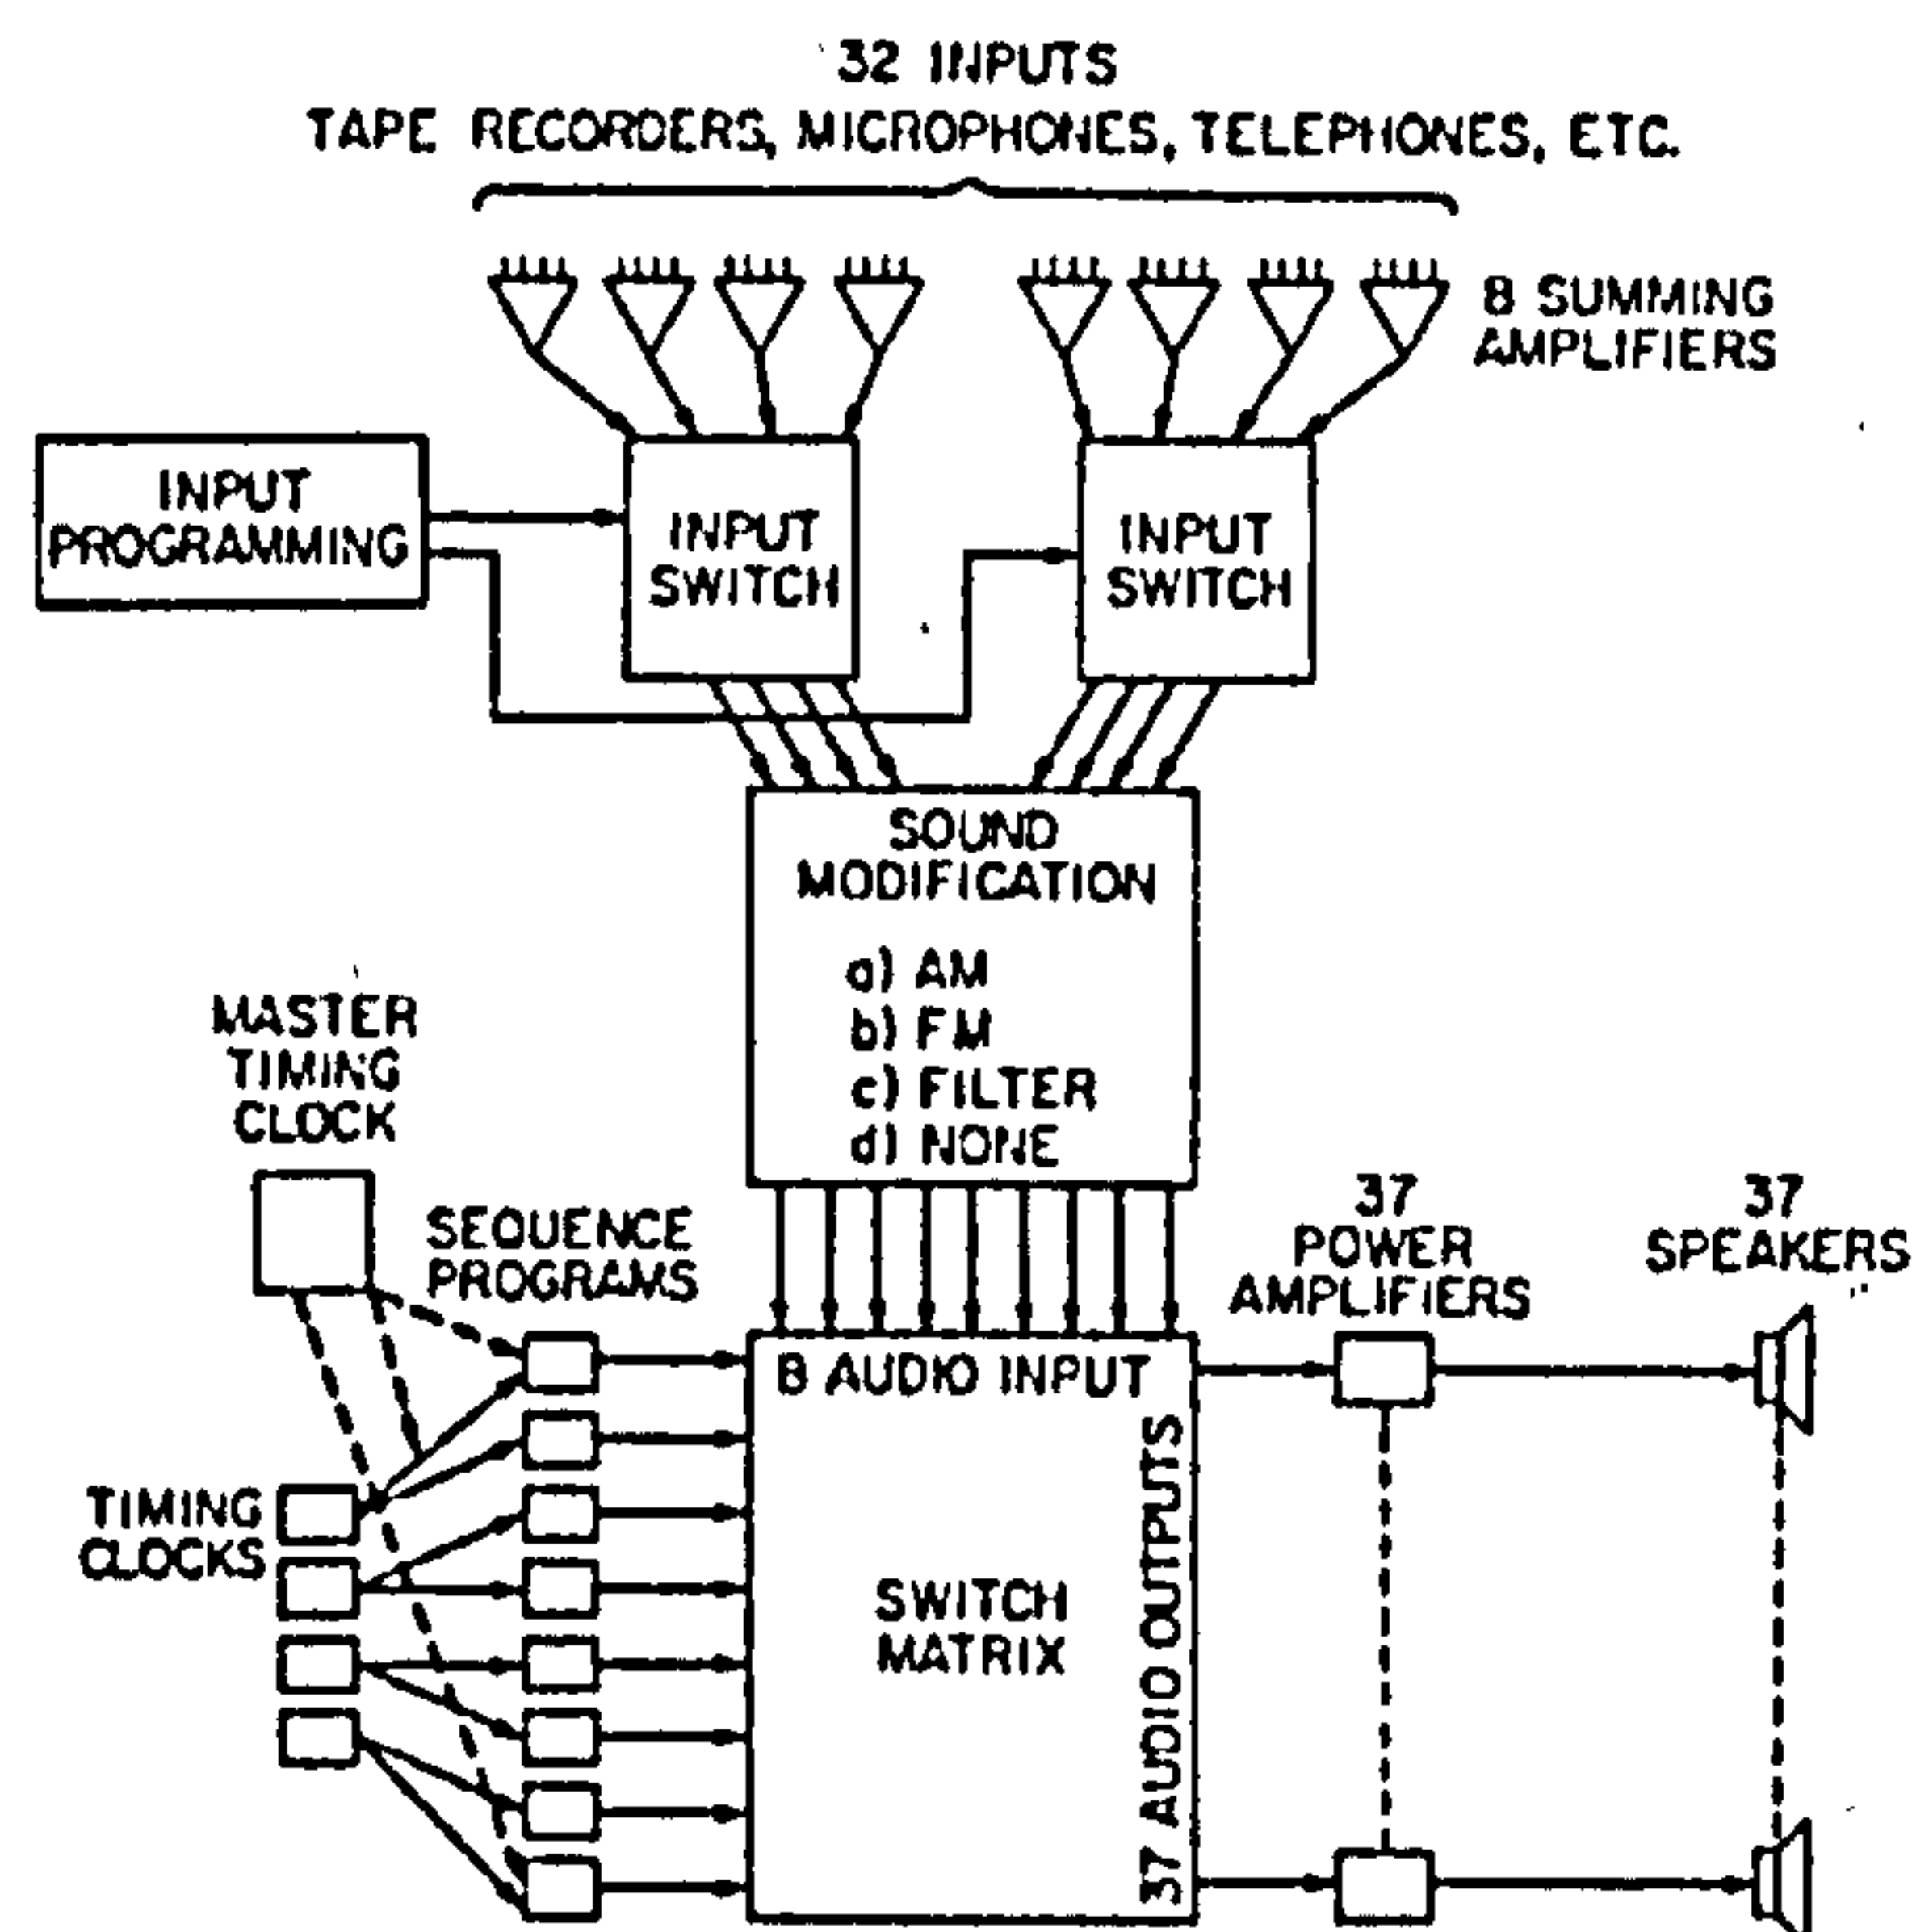 32 INPUTS
TAPE RECORDERS, MICROPHONES, TELEPHONES, ETC.
8 SUMMING
AMPLIFIERS
INPUT
PROGRAMMING
INPUT
SWITCH
INPUT
SWITCH
SOUND
MODIFICATION
a) AM
b) FM
c) FILTER
d) NONE
MASTER
TIMING
CLOCK
SEQUENCE
PROGRAMS
37
POWER
AMPLIFIERS
37
SPEAKERS
8 AUDIO INPUT
TIMING
CLOCKS
SWITCH
MATRIX
37 AUDIO OUTPUTS